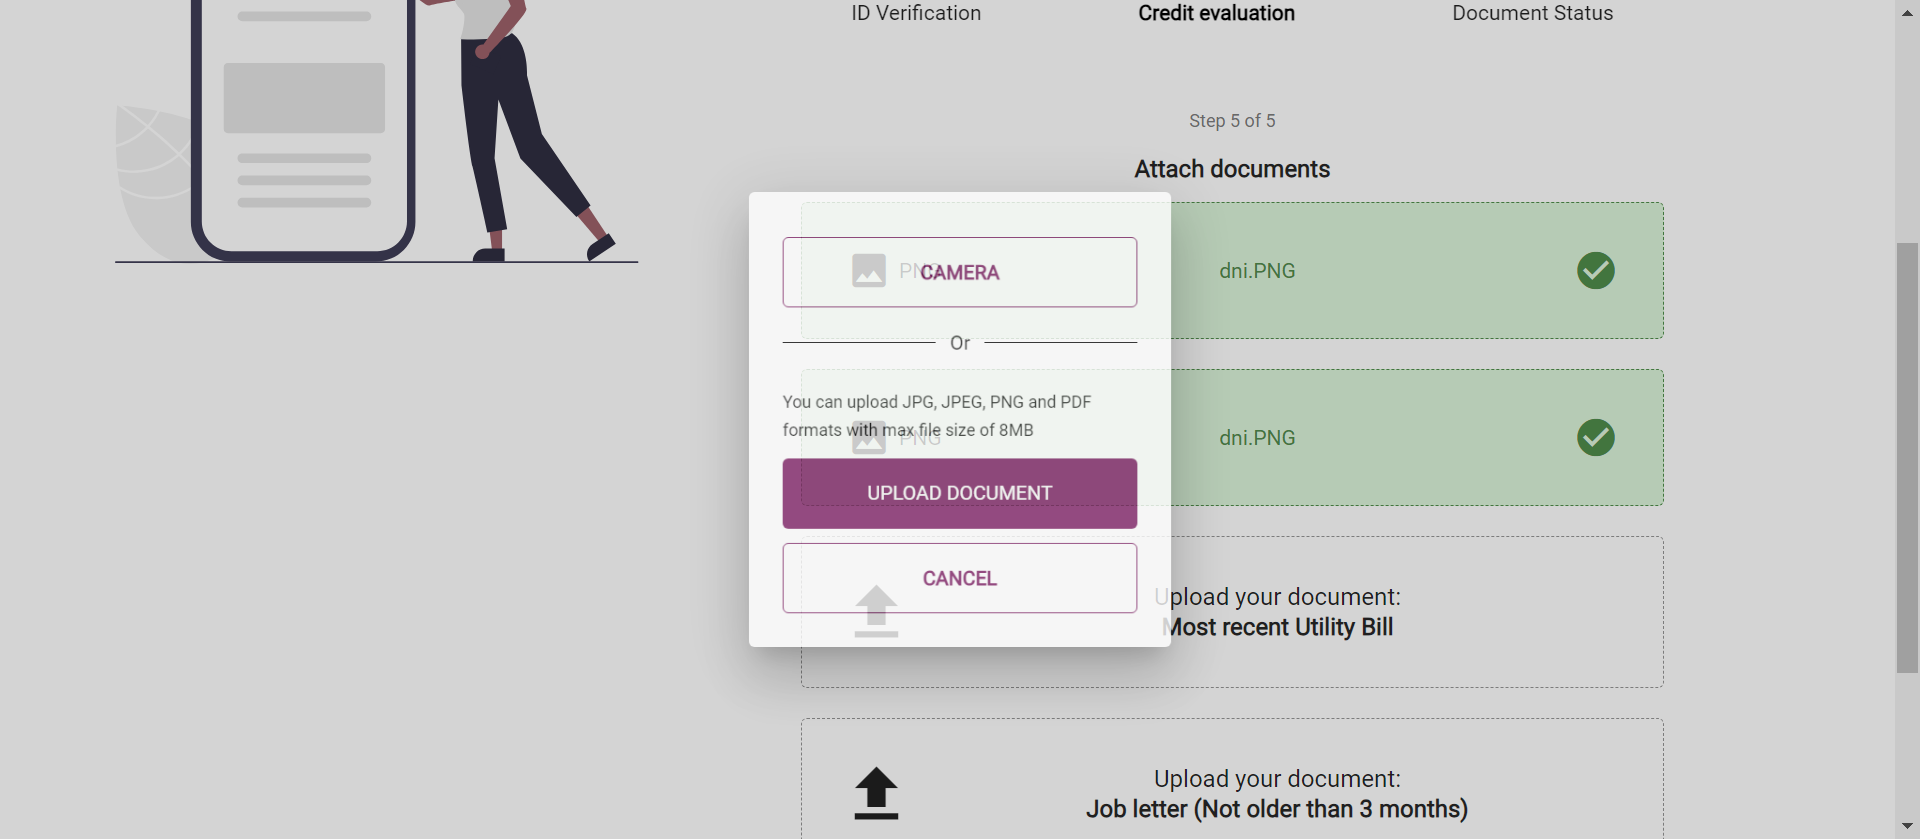 ID Verification
Credit evaluation
Document Status
Step 5 of 5
Attach documents
PNG
dni.PNG
CAMERA
Or
You can upload JPG, JPEG, PNG and PDF
formats with max file size of 8MB
PNG
dni.PNG
UPLOAD DOCUMENT
CANCEL
Upload your document:
Most recent Utility Bill
Upload your document:
Job letter (Not older than 3 months)